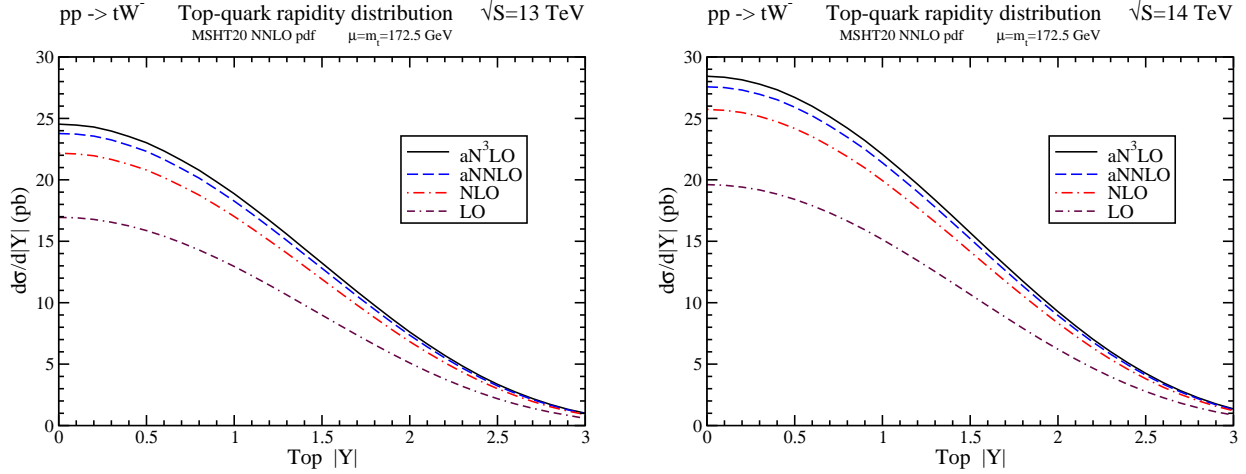 pp -> tW⁻ Top-quark rapidity distribution √S=13 TeV
MSHT20 NNLO pdf μ=mₜ=172.5 GeV
30
25
20
15
10
5
0
dσ/d|Y| (pb)
aN³LO
aNNLO
NLO
LO
0 0.5 1 1.5 2 2.5 3
Top |Y|
pp -> tW⁻ Top-quark rapidity distribution √S=14 TeV
MSHT20 NNLO pdf μ=mₜ=172.5 GeV
30
25
20
15
10
5
0
dσ/d|Y| (pb)
aN³LO
aNNLO
NLO
LO
0 0.5 1 1.5 2 2.5 3
Top |Y|